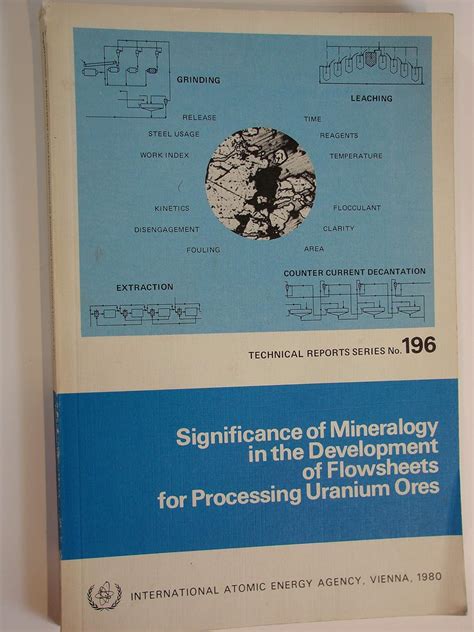 GRINDING
LEACHING
RELEASE
TIME
STEEL USAGE
REAGENTS
WORK INDEX
TEMPERATURE
KINETICS
FLOCCULANT
DISENGAGEMENT
CLARITY
FOULING
AREA
EXTRACTION
COUNTER CURRENT DECANTATION
TECHNICAL REPORTS SERIES No. 196
Significance of Mineralogy
in the Development
of Flowsheets
for Processing Uranium Ores
INTERNATIONAL ATOMIC ENERGY AGENCY, VIENNA, 1980